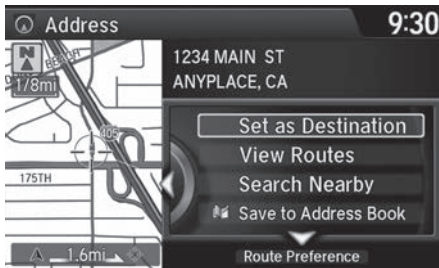 Address
9:30
N
BEACH
1/8mi
405
175TH
1.6mi
1234 MAIN ST
ANYPLACE, CA
Set as Destination
View Routes
Search Nearby
Save to Address Book
Route Preference